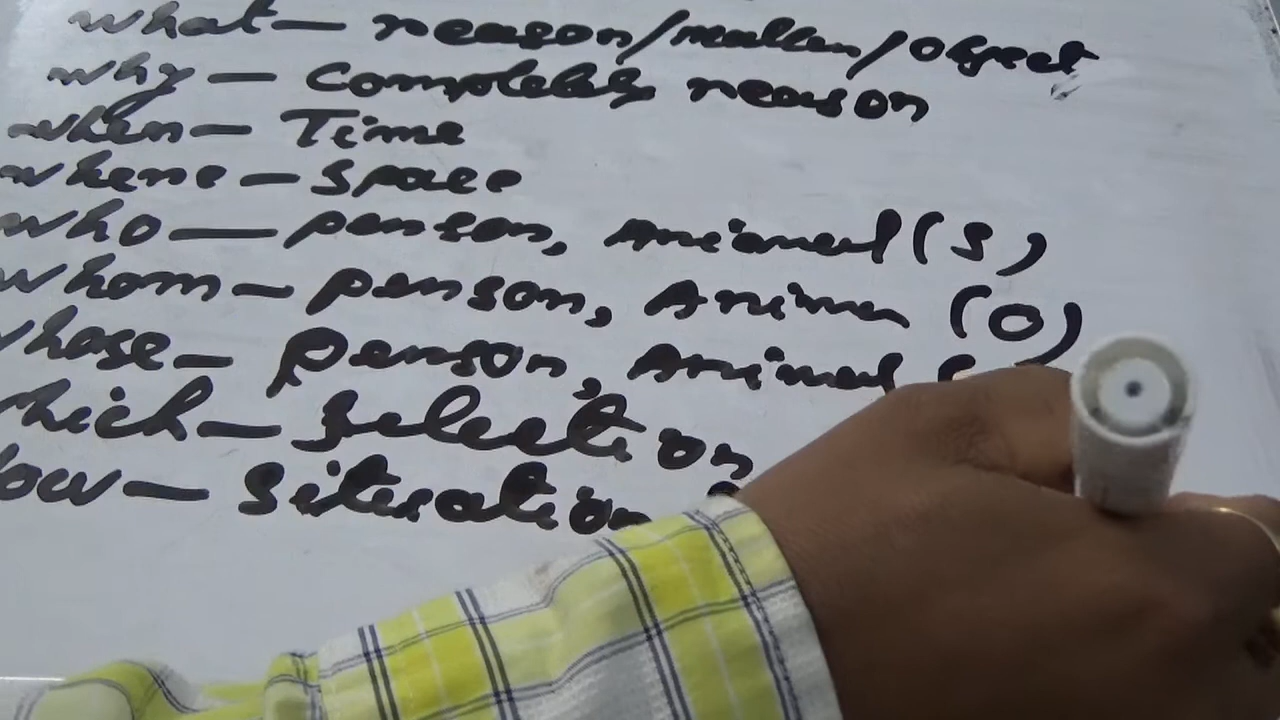 what – reason/matter/object
why – Completely reason
when – Time
where – space
who – person, Animal (S)
whom – person, Animal (O)
whose – person, Animal (
which – selection
How – situation